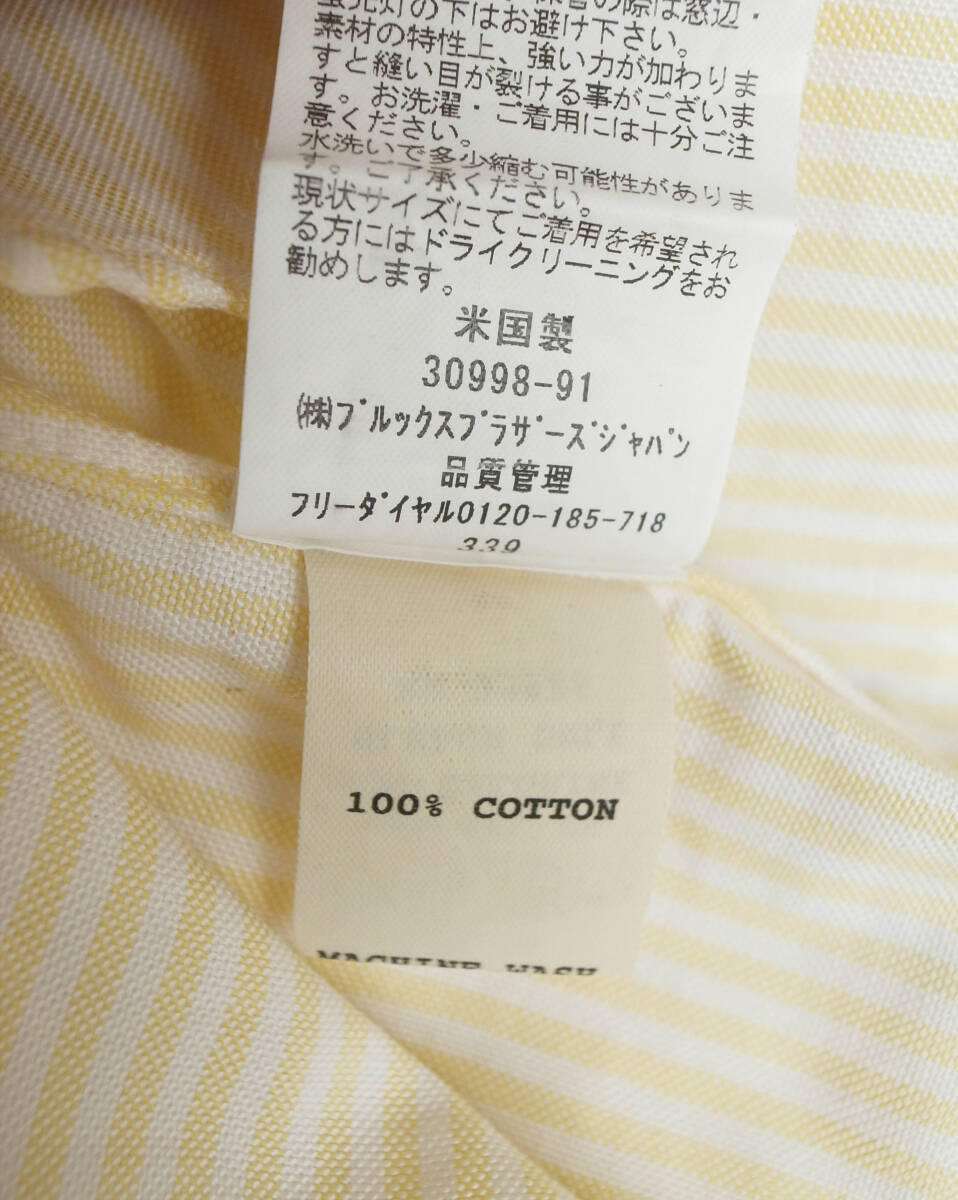 の際は窓辺・
灯の下はお避け下さい。
素材の特性上、強い力が加わりま
すと縫い目が裂ける事がございま
す。お洗濯・ご着用には十分ご注
意ください。
水洗いで多少縮む可能性がありま
す。ご了承ください。
現状サイズにてご着用を希望され
る方にはドライクリーニングをお
勧めします。
米国製
30998-91
(株)ブルックスブラザーズジャパン
品質管理
フリーダイヤル0120-185-718
339
100% COTTON
MACHINE WASH